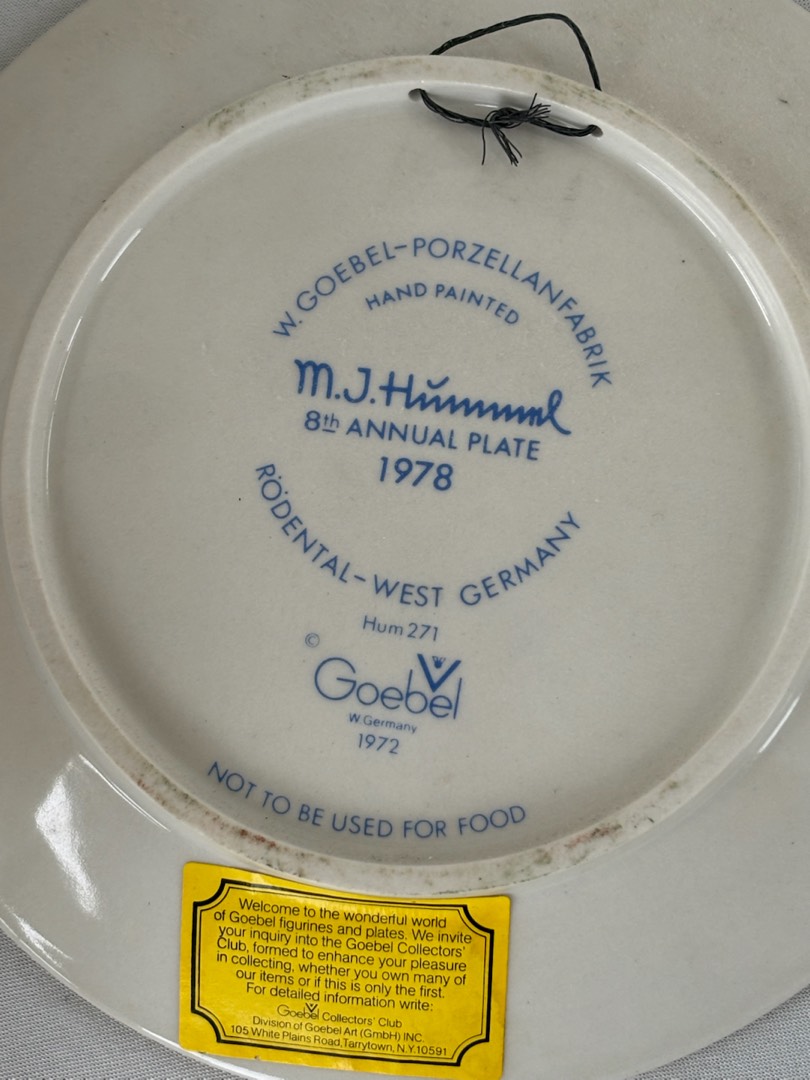 W. GOEBEL-PORZELLANFABRIK
HAND PAINTED
M.J.Hummel
8th ANNUAL PLATE
1978
RÖDENTAL-WEST GERMANY
Hum 271
©
Goebel
W.Germany
1972
NOT TO BE USED FOR FOOD
Welcome to the wonderful world
of Goebel figurines and plates. We invite
your inquiry into the Goebel Collectors'
Club, formed to enhance your pleasure
in collecting, whether you own many of
our items or if this is only the first.
For detailed information write:
Goebel Collectors' Club
Division of Goebel Art (GmbH) INC.
105 White Plains Road, Tarrytown, N.Y. 10591